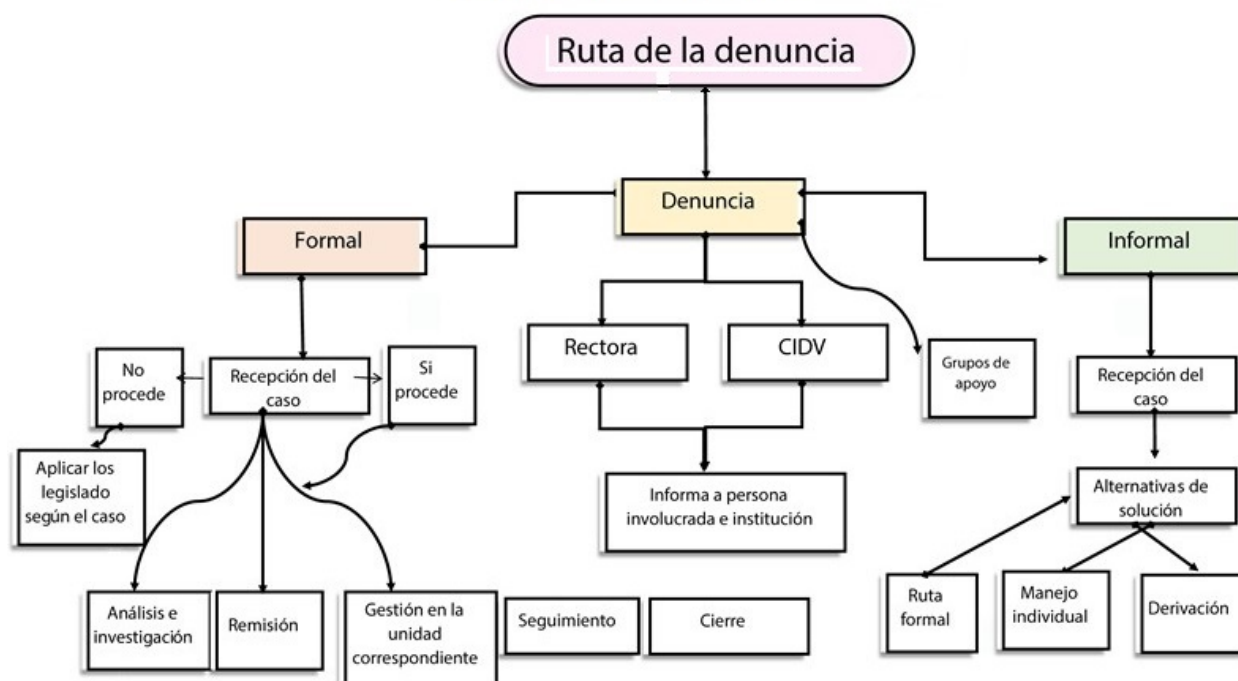 Ruta de la denuncia
Denuncia
Formal
Informal
Rectora
CIDV
Grupos de
apoyo
No
procede
Recepción del
caso
Si
procede
Recepción del
caso
Aplicar los
legislado
según el caso
Informa a persona
involucrada e institución
Alternativas de
solución
Análisis e
investigación
Remisión
Gestión en la
unidad
correspondiente
Seguimiento
Cierre
Ruta
formal
Manejo
individual
Derivación